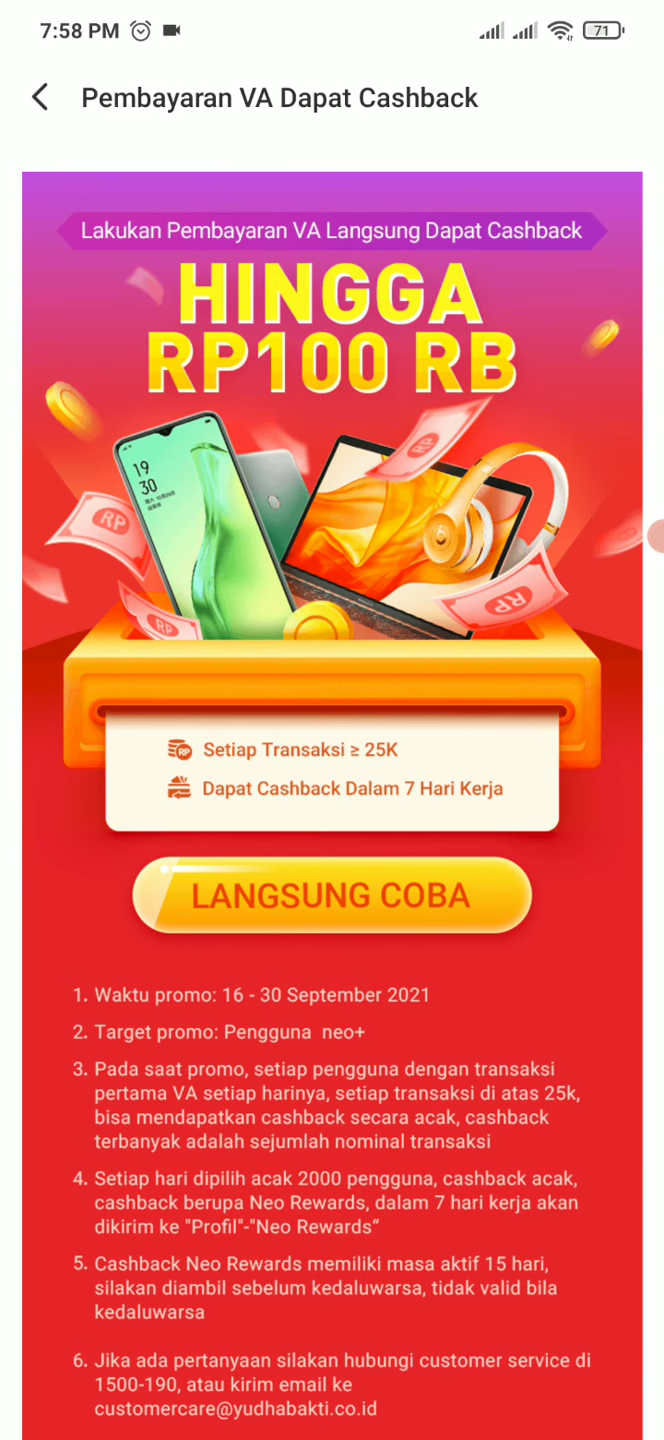 7:58 PM 71
Pembayaran VA Dapat Cashback
Lakukan Pembayaran VA Langsung Dapat Cashback
HINGGA
RP100 RB
19
30
RP
RP
RP
RP
RP
Setiap Transaksi ≥ 25K
Dapat Cashback Dalam 7 Hari Kerja
LANGSUNG COBA
1. Waktu promo: 16 - 30 September 2021
2. Target promo: Pengguna neo+
3. Pada saat promo, setiap pengguna dengan transaksi
pertama VA setiap harinya, setiap transaksi di atas 25k,
bisa mendapatkan cashback secara acak, cashback
terbanyak adalah sejumlah nominal transaksi
4. Setiap hari dipilih acak 2000 pengguna, cashback acak,
cashback berupa Neo Rewards, dalam 7 hari kerja akan
dikirim ke "Profil"-"Neo Rewards“
5. Cashback Neo Rewards memiliki masa aktif 15 hari,
silakan diambil sebelum kedaluwarsa, tidak valid bila
kedaluwarsa
6. Jika ada pertanyaan silakan hubungi customer service di
1500-190, atau kirim email ke
customercare@yudhabakti.co.id